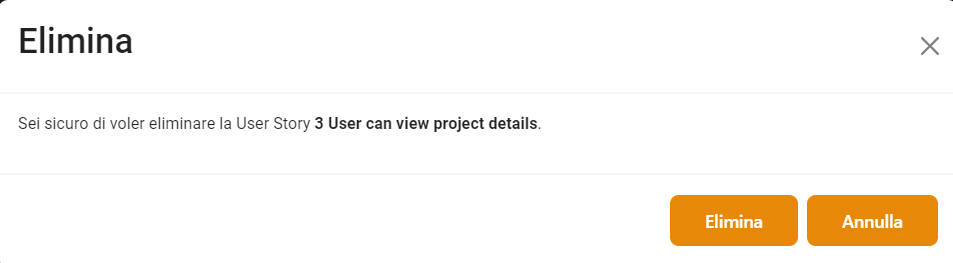 Elimina
Sei sicuro di voler eliminare la User Story 3 User can view project details.
Elimina
Annulla